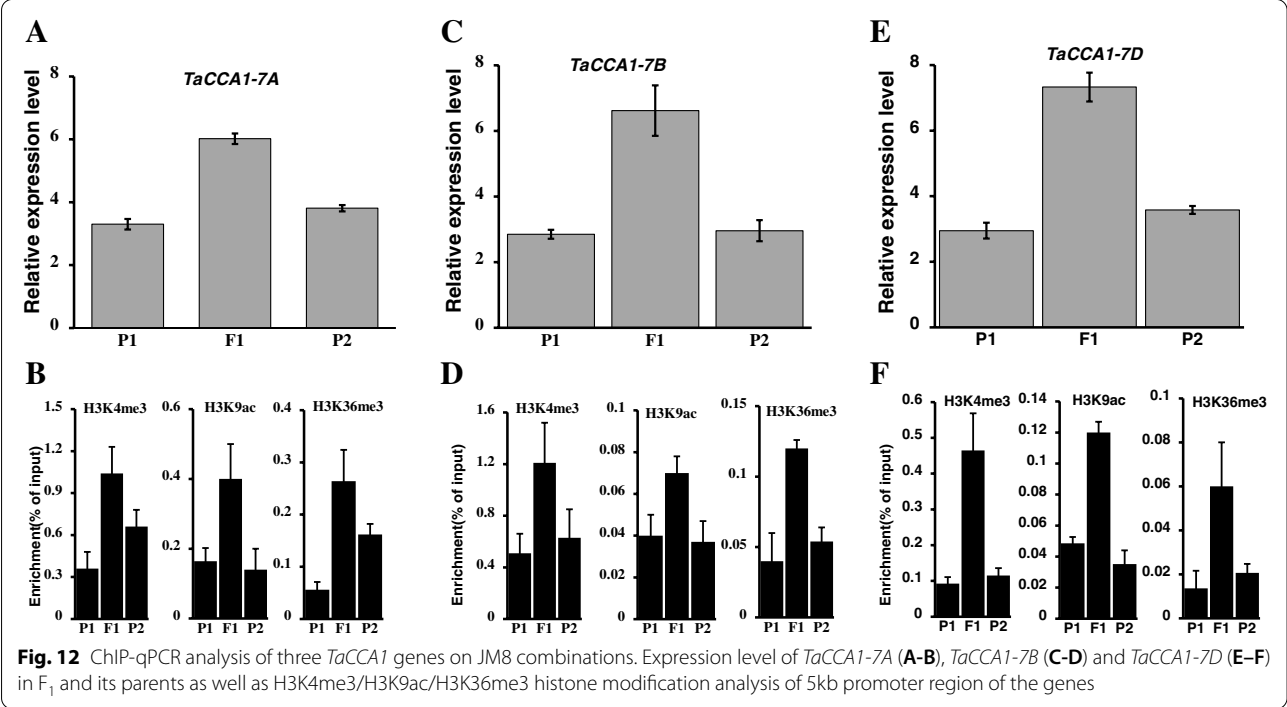 A
TaCCA1-7A
Relative expression level
8
6
4
2
0
P1 F1 P2
C
TaCCA1-7B
Relative expression level
8
6
4
2
0
P1 F1 P2
E
TaCCA1-7D
Relative expression level
8
6
4
2
0
P1 F1 P2
B
Enrichment(% of input)
H3K4me3
1.5
1.2
0.9
0.6
0.3
0
P1 F1 P2
H3K9ac
0.6
0.4
0.2
0
P1 F1 P2
H3K36me3
0.4
0.3
0.2
0.1
0
P1 F1 P2
D
Enrichment(% of input)
H3K4me3
1.6
1.2
0.8
0.4
0
P1 F1 P2
H3K9ac
0.1
0.08
0.06
0.04
0.02
0
P1 F1 P2
H3K36me3
0.15
0.1
0.05
0
P1 F1 P2
F
Enrichment(% of input)
H3K4me3
0.6
0.5
0.4
0.3
0.2
0.1
0
P1 F1 P2
H3K9ac
0.14
0.12
0.1
0.08
0.06
0.04
0.02
0
P1 F1 P2
H3K36me3
0.1
0.08
0.06
0.04
0.02
0
P1 F1 P2
Fig. 12 ChIP-qPCR analysis of three TaCCA1 genes on JM8 combinations. Expression level of TaCCA1-7A (A-B), TaCCA1-7B (C-D) and TaCCA1-7D (E–F)
in F1 and its parents as well as H3K4me3/H3K9ac/H3K36me3 histone modification analysis of 5kb promoter region of the genes